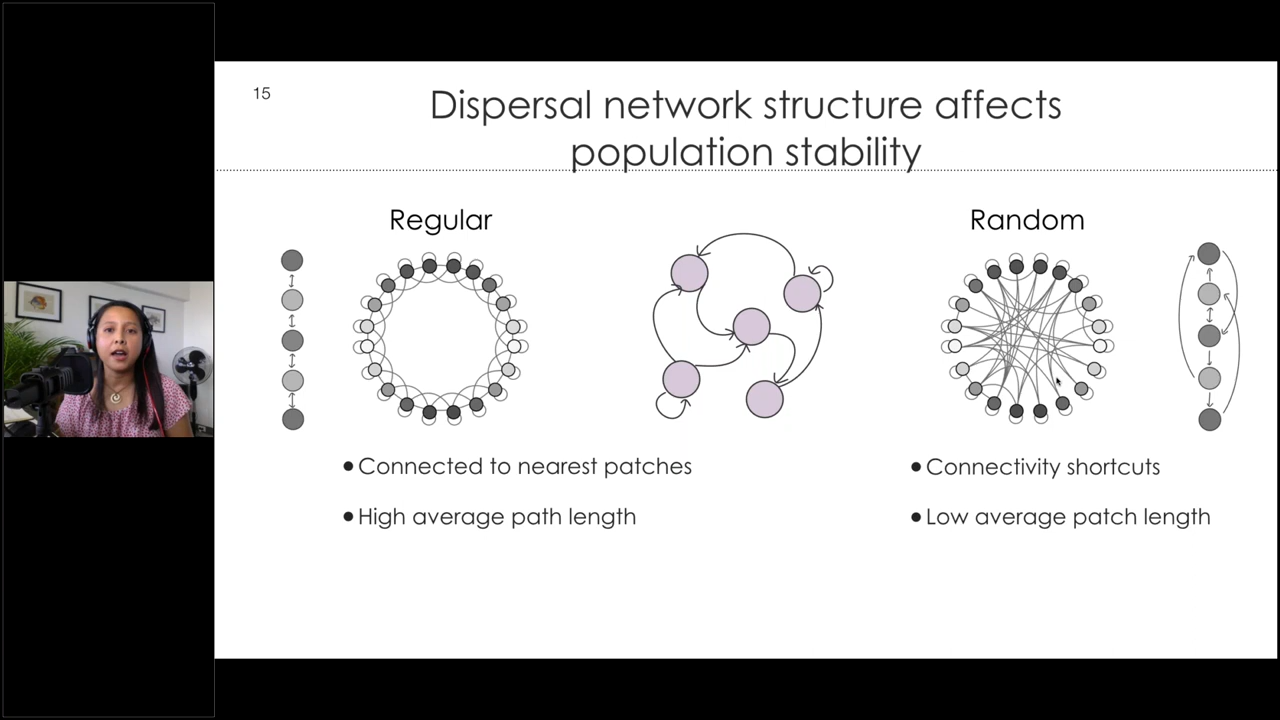 15
Dispersal network structure affects
population stability
Regular
Random
● Connected to nearest patches
● High average path length
● Connectivity shortcuts
● Low average patch length